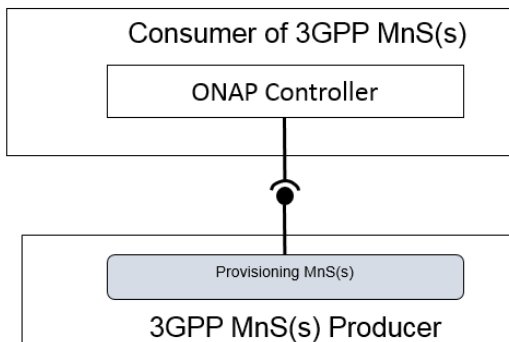 Consumer of 3GPP MnS(s)
ONAP Controller
Provisioning MnS(s)
3GPP MnS(s) Producer